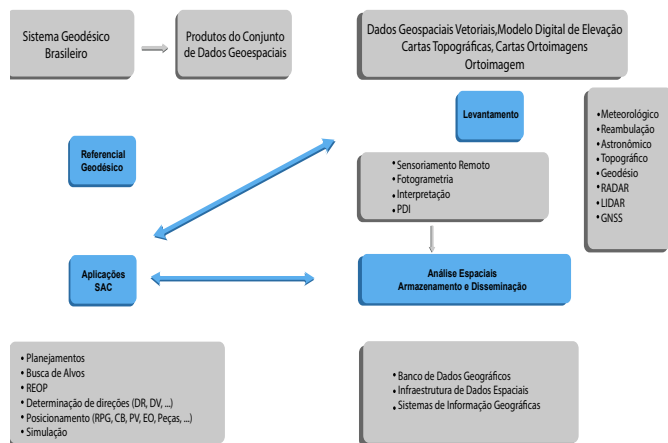 Sistema Geodésico
Brasileiro
Produtos do Conjunto
de Dados Geoespaciais
Dados Geospaciais Vetoriais,Modelo Digital de Elevação
Cartas Topográficas, Cartas Ortoimagens
Ortoimagem
Levantamento
• Meteorológico
• Reambulação
• Astronômico
• Topográfico
• Geodésio
• RADAR
• LIDAR
• GNSS
Referencial
Geodésico
• Sensoriamento Remoto
• Fotogrametria
• Interpretação
• PDI
Aplicações
SAC
Análise Espaciais
Armazenamento e Disseminação
• Planejamentos
• Busca de Alvos
• REOP
• Determinação de direções (DR, DV, ...)
• Posicionamento (RPG, CB, PV, EO, Peças, ...)
• Simulação
• Banco de Dados Geográficos
• Infraestrutura de Dados Espaciais
• Sistemas de Informação Geográficas